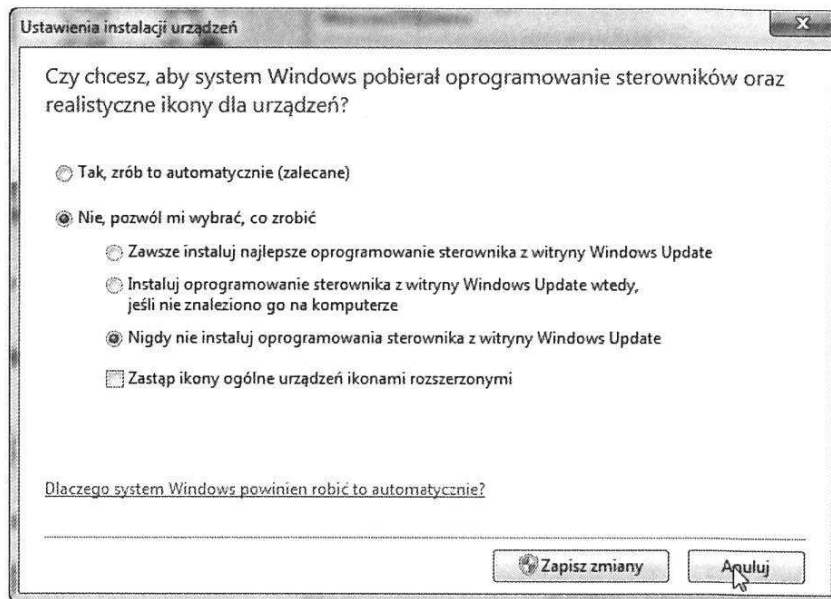 Ustawienia instalacji urządzeń
Czy chcesz, aby system Windows pobierał oprogramowanie sterowników oraz
realistyczne ikony dla urządzeń?
Tak, zrób to automatycznie (zalecane)
Nie, pozwól mi wybrać, co zrobić
Zawsze instaluj najlepsze oprogramowanie sterownika z witryny Windows Update
Instaluj oprogramowanie sterownika z witryny Windows Update wtedy,
jeśli nie znaleziono go na komputerze
Nigdy nie instaluj oprogramowania sterownika z witryny Windows Update
Zastąp ikony ogólne urządzeń ikonami rozszerzonymi
Dlaczego system Windows powinien robić to automatycznie?
Zapisz zmiany
Anuluj